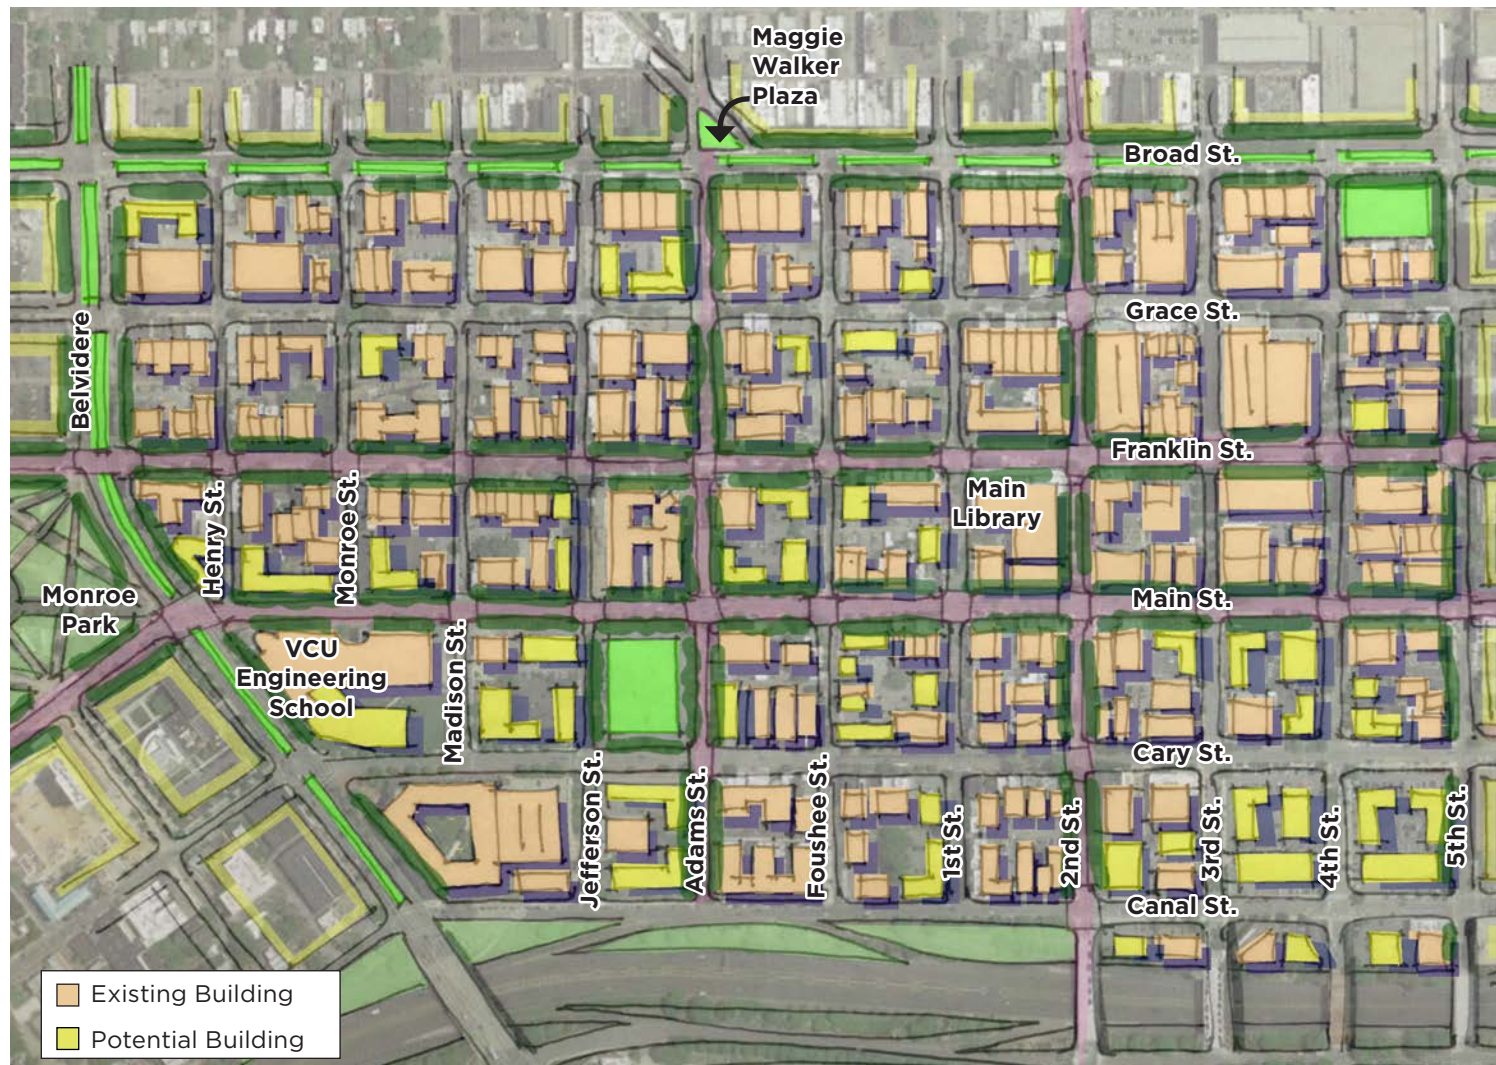 Maggie
Walker
Plaza
Broad St.
Grace St.
Belvidere
Franklin St.
Main
Library
Henry St.
Monroe St.
Monroe
Park
Main St.
VCU
Engineering
School
Madison St.
Cary St.
Jefferson St.
Adams St.
Foushee St.
1st St.
2nd St.
3rd St.
4th St.
5th St.
Canal St.
Existing Building
Potential Building